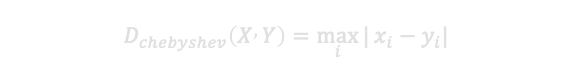 D_chebyshev(X, Y) = max_i | x_i − y_i |